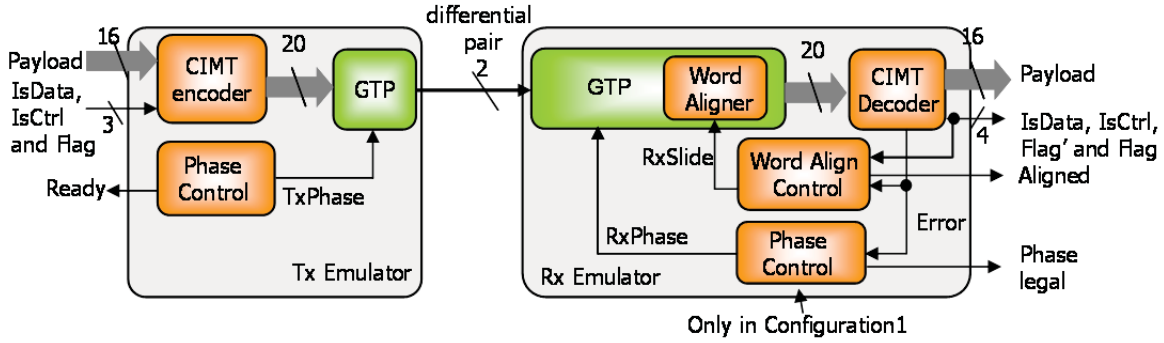 differential
pair
2
16
Payload
IsData,
IsCtrl
and Flag
3
CIMT
encoder
20
GTP
Phase
Control
Ready
TxPhase
Tx Emulator
GTP
Word
Aligner
20
CIMT
Decoder
16
Payload
4
IsData, IsCtrl,
Flag' and Flag
Aligned
RxSlide
Word Align
Control
Error
RxPhase
Phase
Control
Phase
legal
Rx Emulator
Only in Configuration1